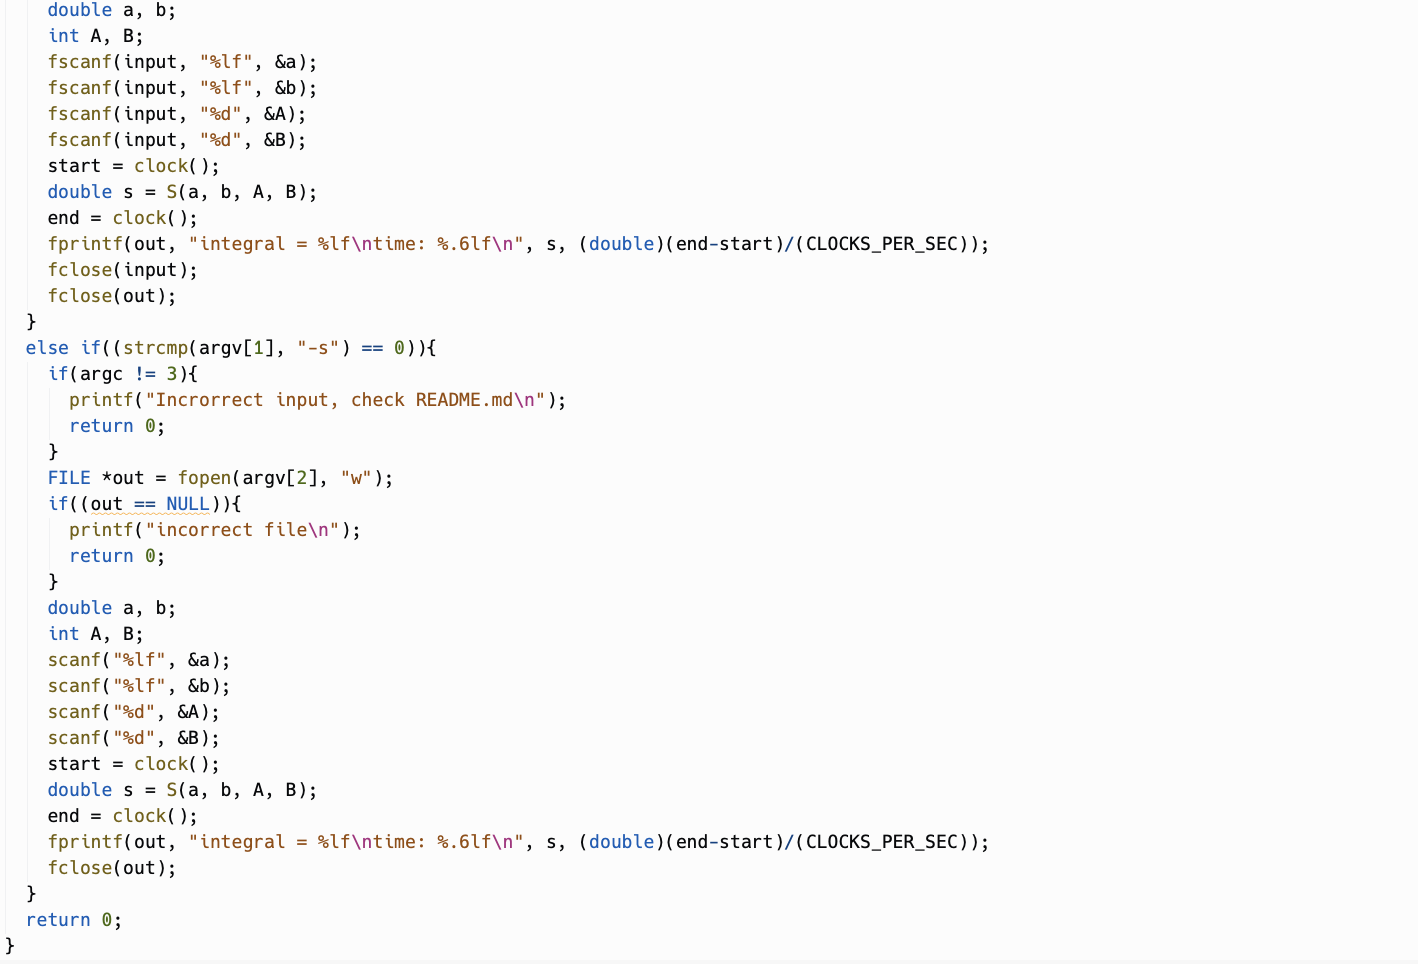 double a, b;
int A, B;
fscanf(input, "%lf", &a);
fscanf(input, "%lf", &b);
fscanf(input, "%d", &A);
fscanf(input, "%d", &B);
start = clock();
double s = S(a, b, A, B);
end = clock();
fprintf(out, "integral = %lf\ntime: %.6lf\n", s, (double)(end-start)/(CLOCKS_PER_SEC));
fclose(input);
fclose(out);
}
else if((strcmp(argv[1], "-s") == 0)){
if(argc != 3){
printf("Incrorrect input, check README.md\n");
return 0;
}
FILE *out = fopen(argv[2], "w");
if((out == NULL)){
printf("incorrect file\n");
return 0;
}
double a, b;
int A, B;
scanf("%lf", &a);
scanf("%lf", &b);
scanf("%d", &A);
scanf("%d", &B);
start = clock();
double s = S(a, b, A, B);
end = clock();
fprintf(out, "integral = %lf\ntime: %.6lf\n", s, (double)(end-start)/(CLOCKS_PER_SEC));
fclose(out);
}
return 0;
}